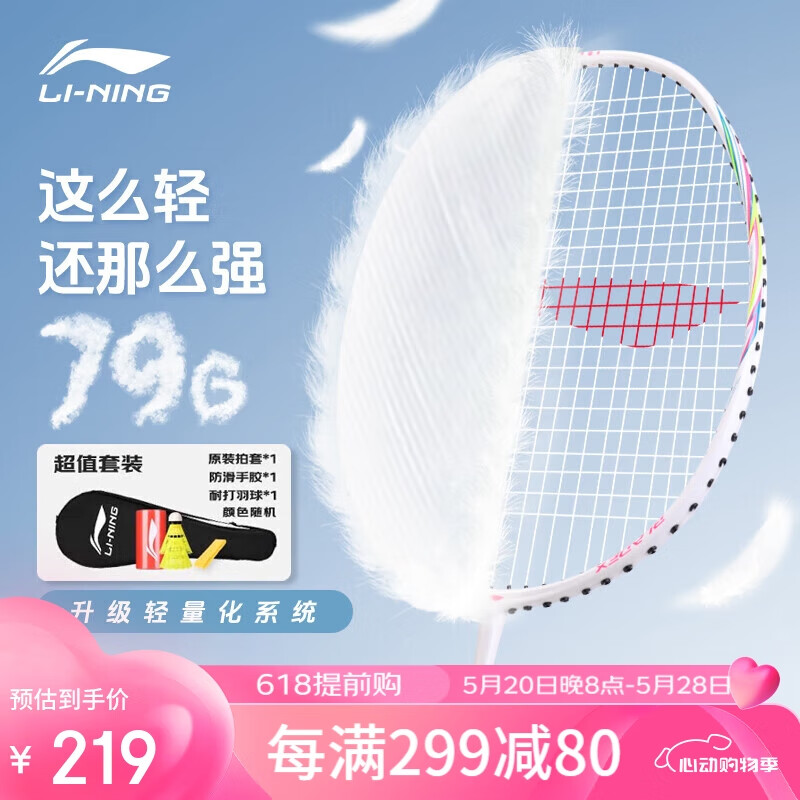 LI-NING
这么轻
还那么强
79G
超值套装
原装拍套*1
防滑手胶*1
耐打羽球*1
颜色随机
LI-NING
升级轻量化系统
618提前购
5月20日晚8点-5月28日
预估到手价
¥219
每满299减80
心动购物季